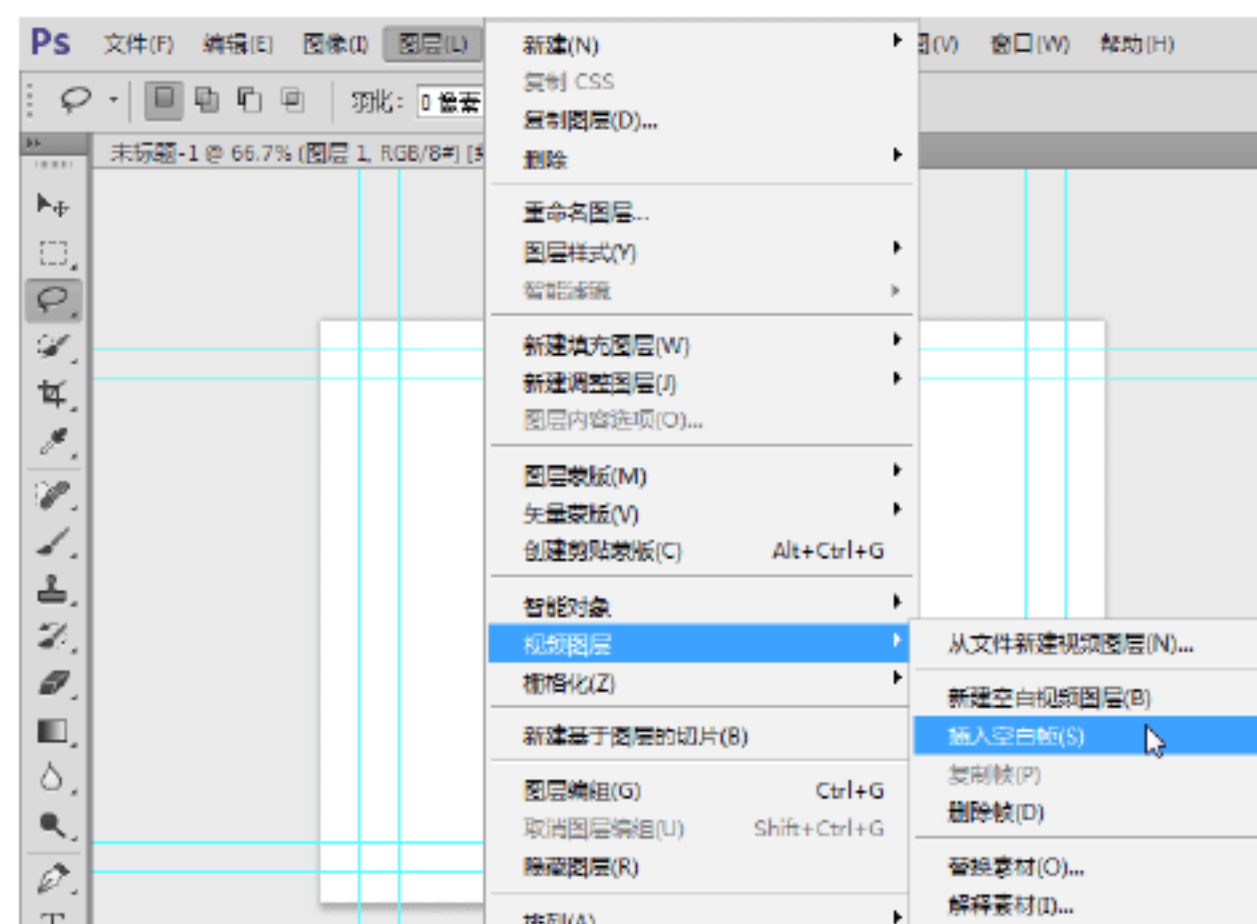 Ps 文件(F) 编辑(E) 图像(I) 图层(L) 图(V) 窗口(W) 帮助(H)
羽化: 0 像素
未标题-1 @ 66.7% (图层 1, RGB/8#) [
新建(N)
复制 CSS
复制图层(D)...
删除
重命名图层...
图层样式(Y)
智能滤镜
新建填充图层(W)
新建调整图层(J)
图层内容选项(O)...
图层蒙版(M)
矢量蒙版(V)
创建剪贴蒙版(C) Alt+Ctrl+G
智能对象
视频图层
栅格化(Z)
新建基于图层的切片(B)
图层编组(G) Ctrl+G
取消图层编组(U) Shift+Ctrl+G
隐藏图层(R)
排列(A)
从文件新建视频图层(N)...
新建空白视频图层(B)
插入空白帧(S)
复制帧(P)
删除帧(D)
替换素材(O)...
解释素材(I)...